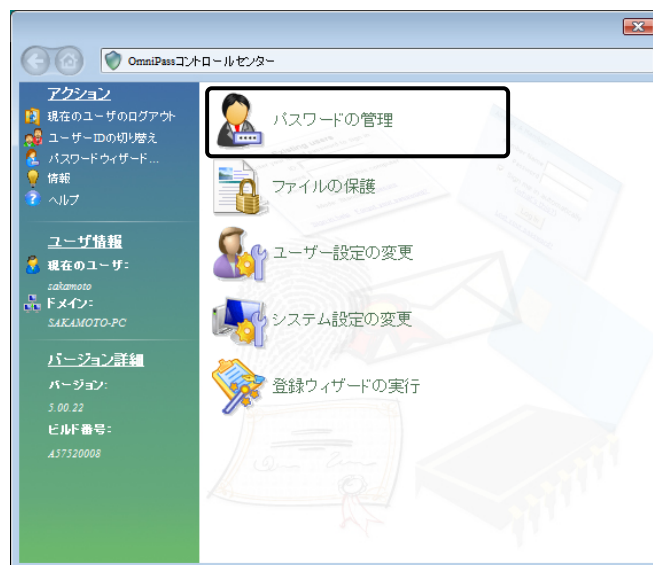 OmniPassコントロールセンター
アクション
現在のユーザのログアウト
ユーザーIDの切り替え
パスワードウィザード...
情報
ヘルプ
ユーザ情報
現在のユーザ:
sakamoto
ドメイン:
SAKAMOTO-PC
バージョン詳細
バージョン:
5.00.22
ビルド番号:
A57520008
パスワードの管理
ファイルの保護
ユーザー設定の変更
システム設定の変更
登録ウィザードの実行